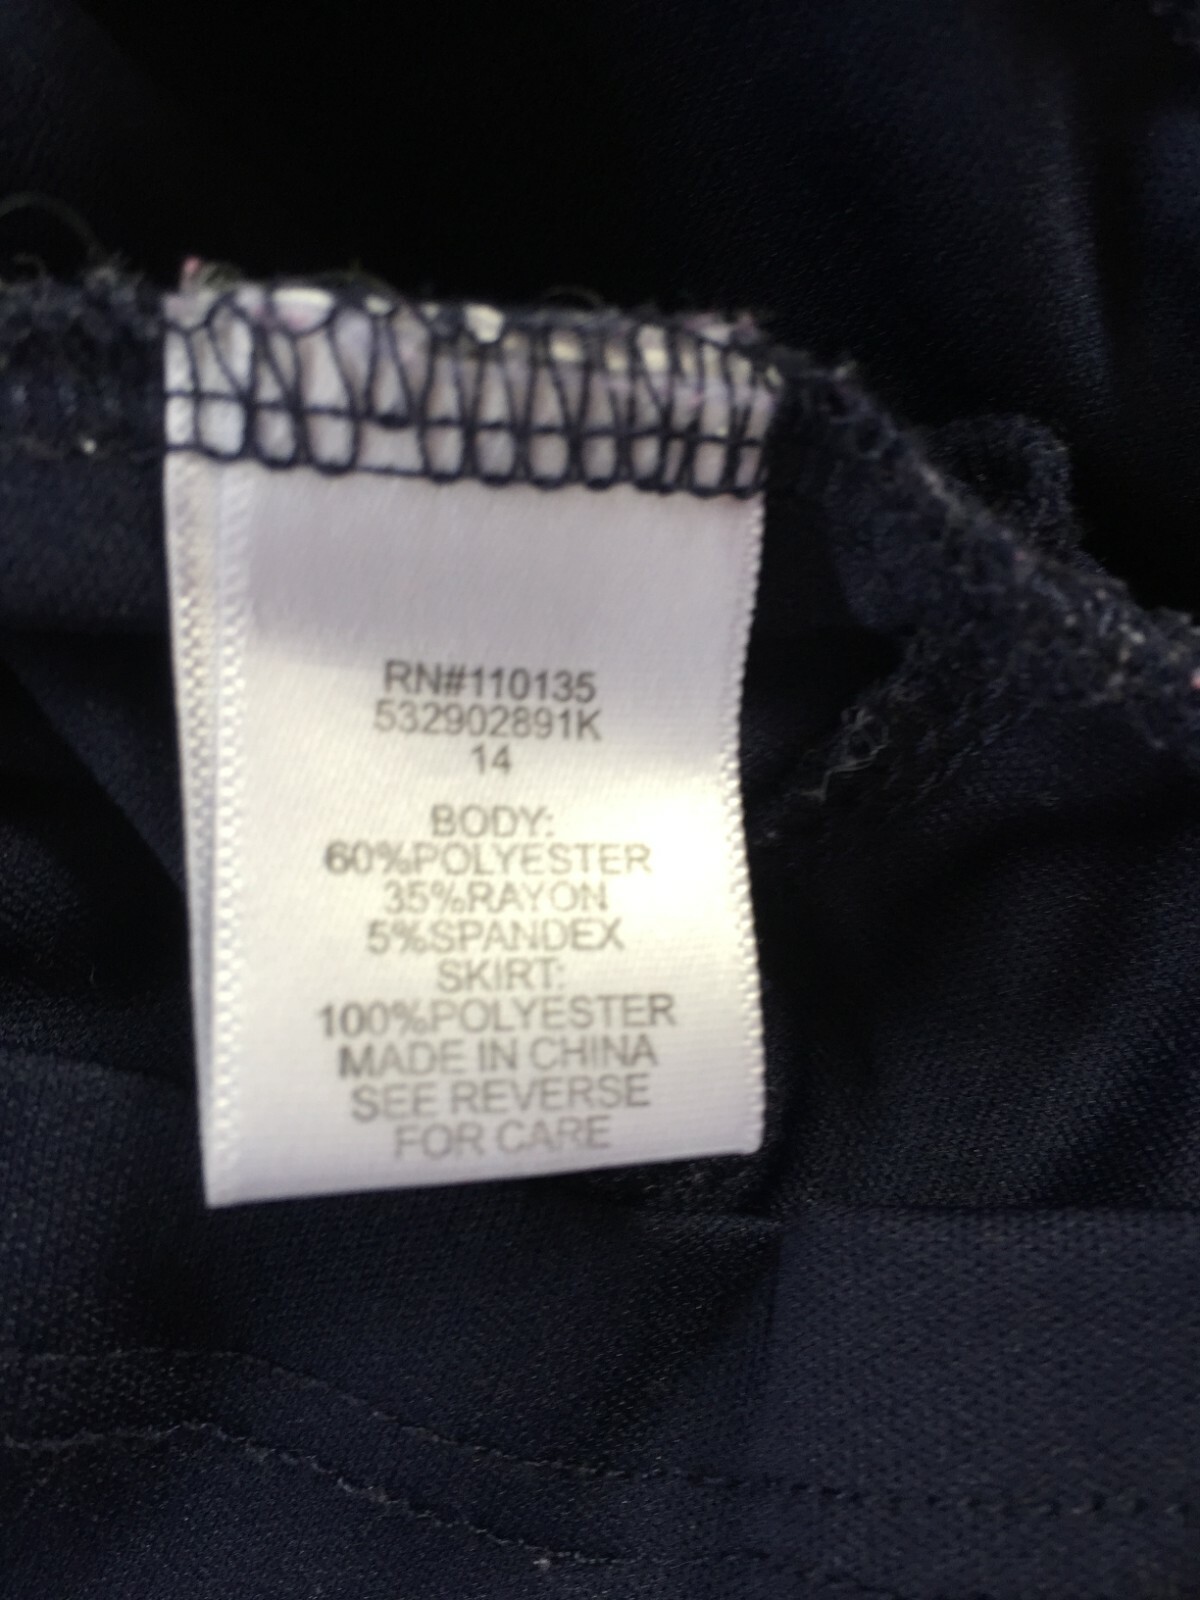 RN#110135
532902891K
14
BODY:
60%POLYESTER
35%RAYON
5%SPANDEX
SKIRT:
100%POLYESTER
MADE IN CHINA
SEE REVERSE
FOR CARE